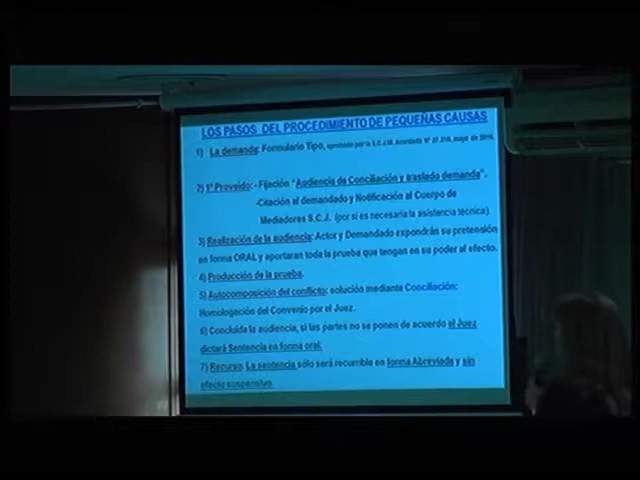 LOS PASOS DEL PROCEDIMIENTO DE PEQUEÑAS CAUSAS
1) La demanda: Formulario Tipo, aprobado por la S.C.J.M. Acordada Nº mayo de
2) 1º Proveído: - Fijación "Audiencia de Conciliación y traslado demanda".
-Citación al demandado y Notificación al Cuerpo de
Mediadores S.C.J. (por si es necesaria la asistencia técnica).
3) Realización de la audiencia: Actor y Demandado expondrán su pretensión
en forma ORAL y aportaran toda la prueba que tengan en su poder al efecto.
4) Producción de la prueba.
5) Autocomposición del conflicto: solución mediante Conciliación:
Homologación del Convenio por el Juez.
6) Concluida la audiencia, si las partes no se ponen de acuerdo el Juez
dictará Sentencia en forma oral.
7) Recurso: La sentencia sólo será recurrible en forma Abreviada y sin
efecto suspensivo.